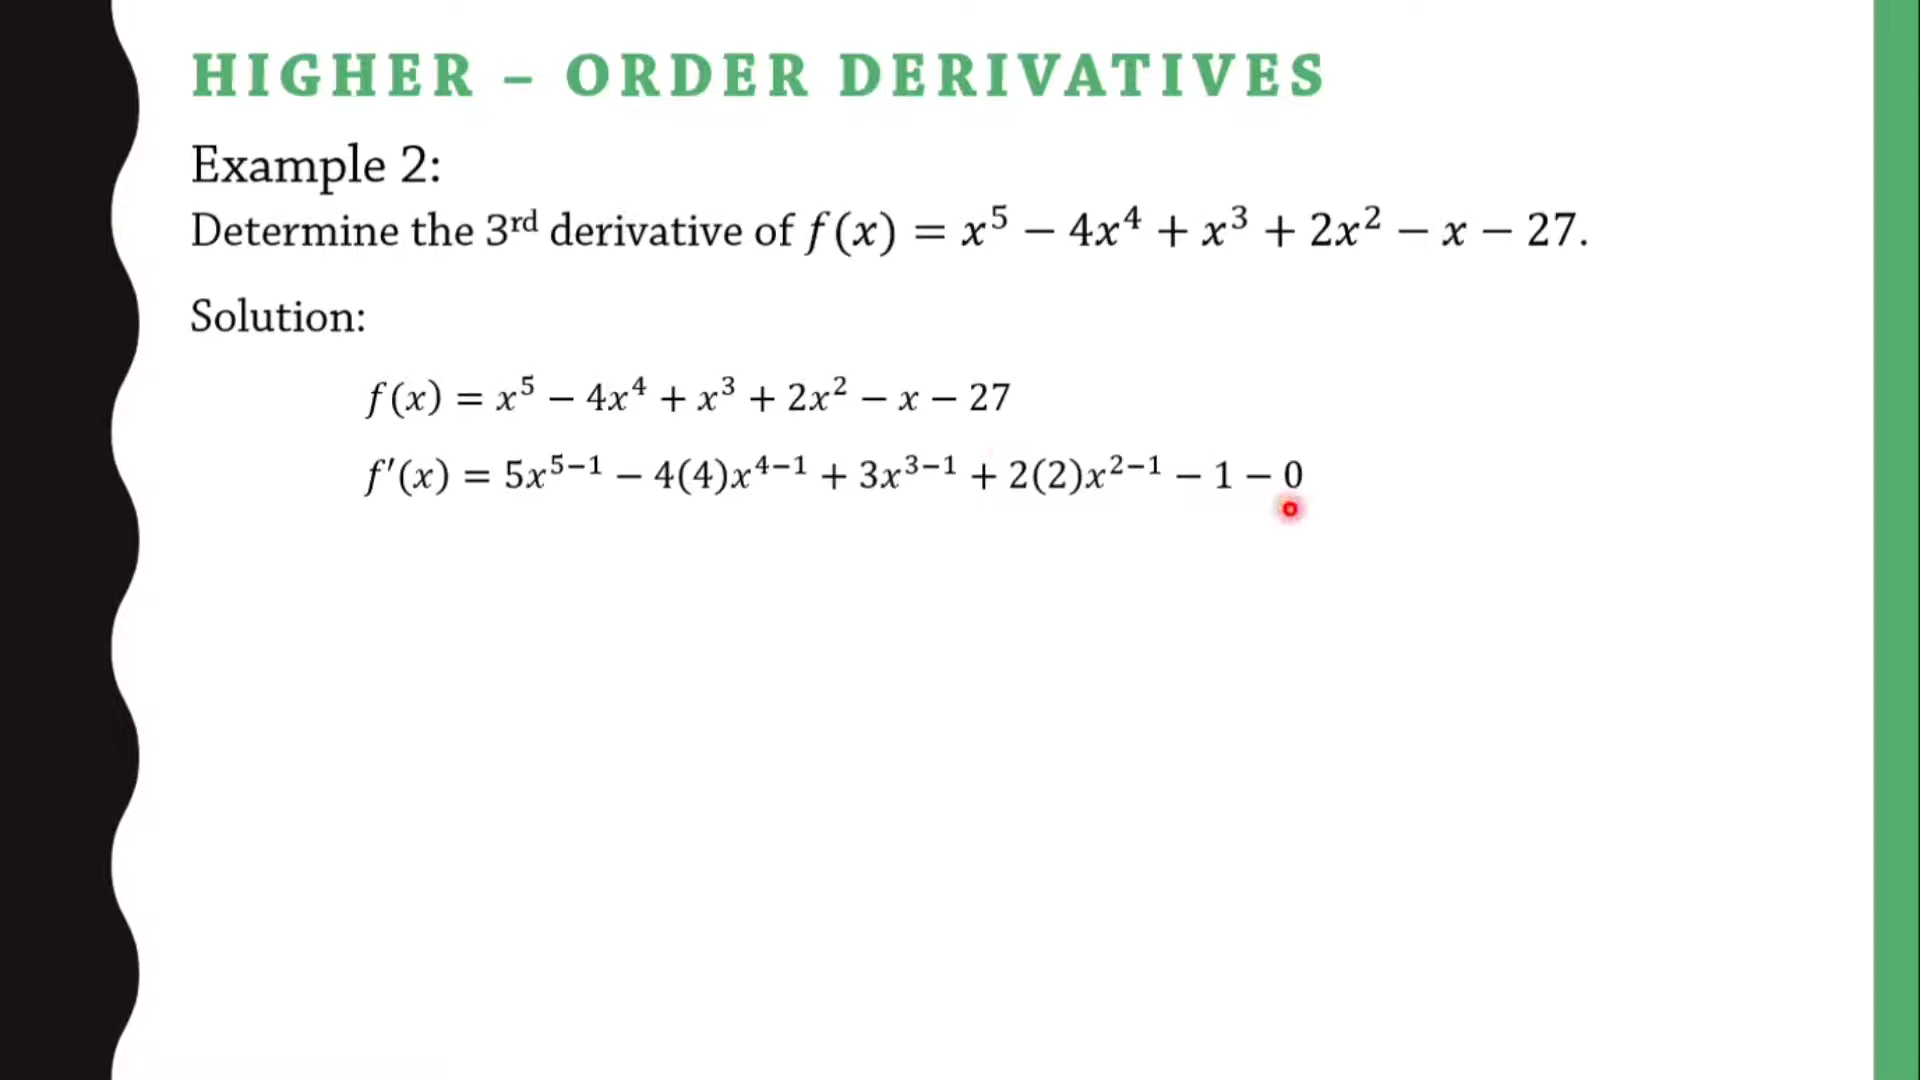 HIGHER – ORDER DERIVATIVES
Example 2:
Determine the 3ʳᵈ derivative of f(x) = x⁵ − 4x⁴ + x³ + 2x² − x − 27.
Solution:
f(x) = x⁵ − 4x⁴ + x³ + 2x² − x − 27
f′(x) = 5x⁵⁻¹ − 4(4)x⁴⁻¹ + 3x³⁻¹ + 2(2)x²⁻¹ − 1 − 0